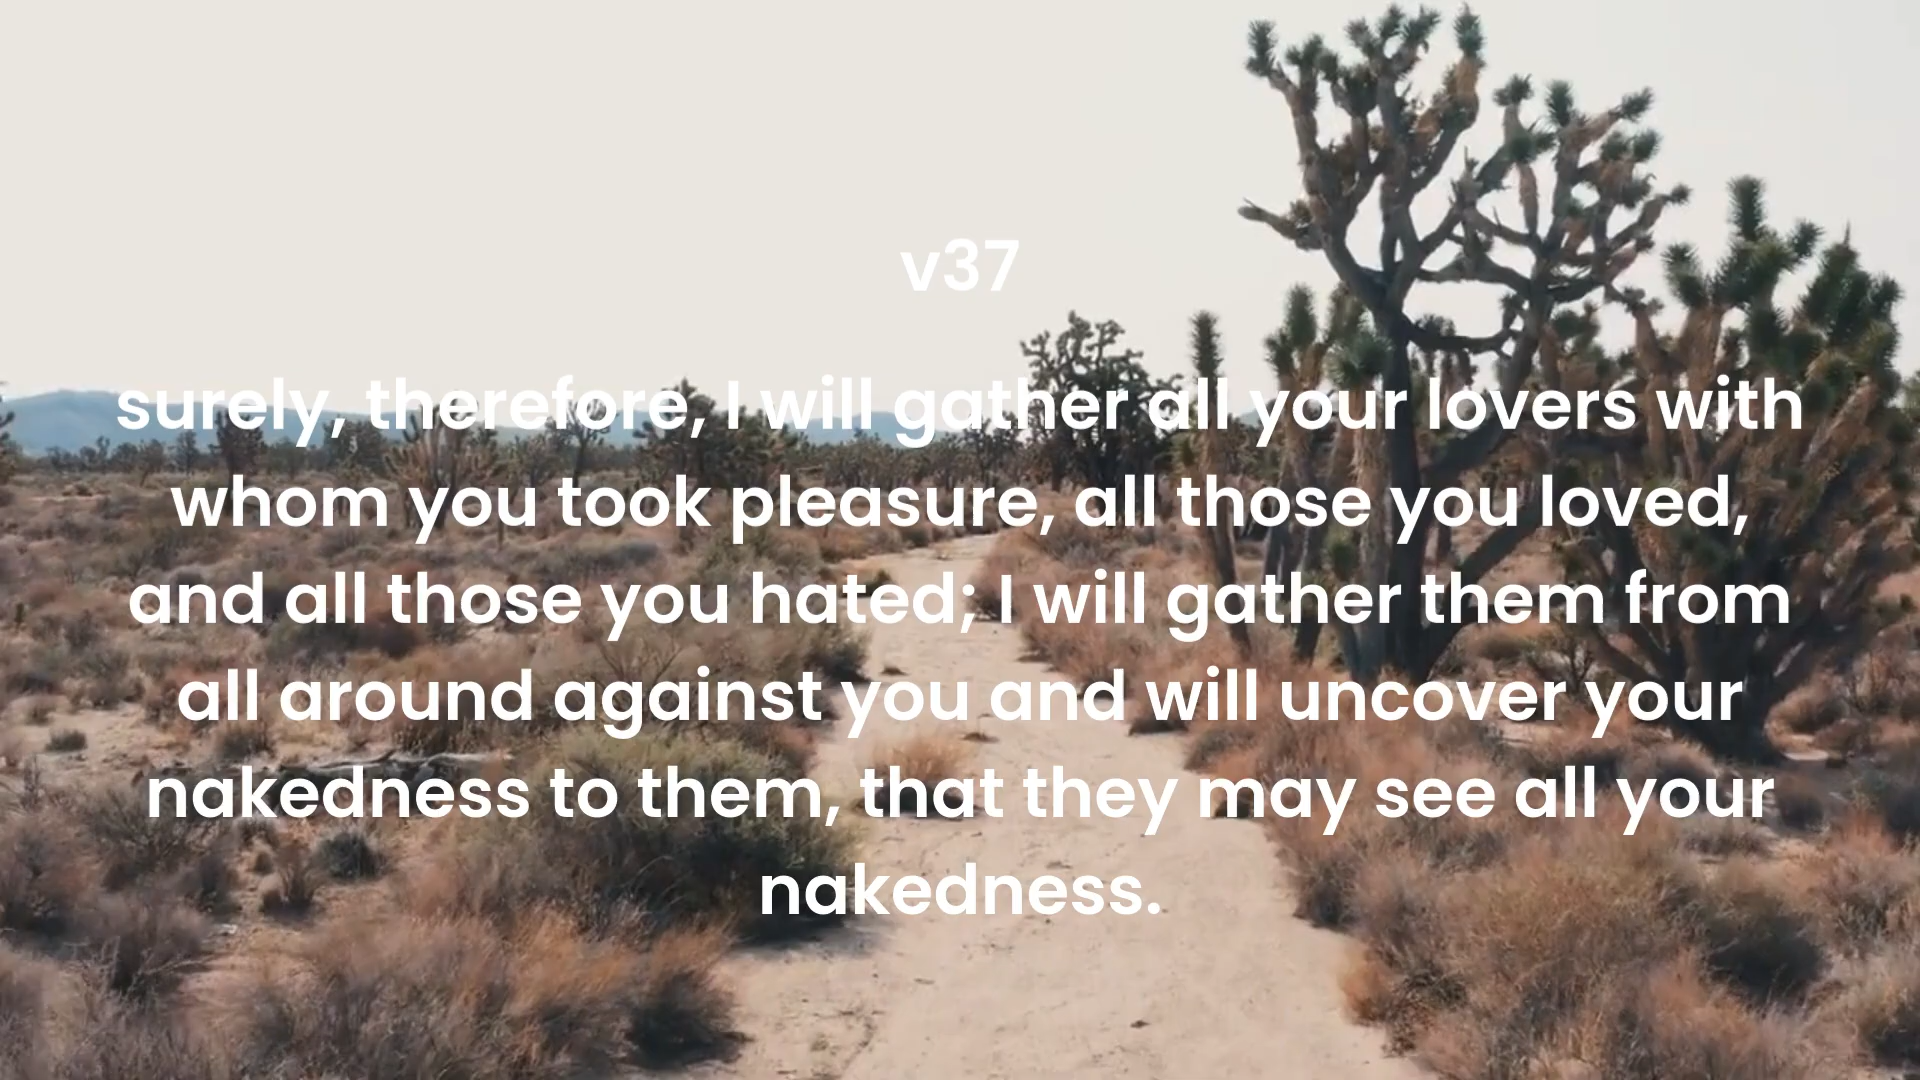 v37
surely, therefore, I will gather all your lovers with
whom you took pleasure, all those you loved,
and all those you hated; I will gather them from
all around against you and will uncover your
nakedness to them, that they may see all your
nakedness.